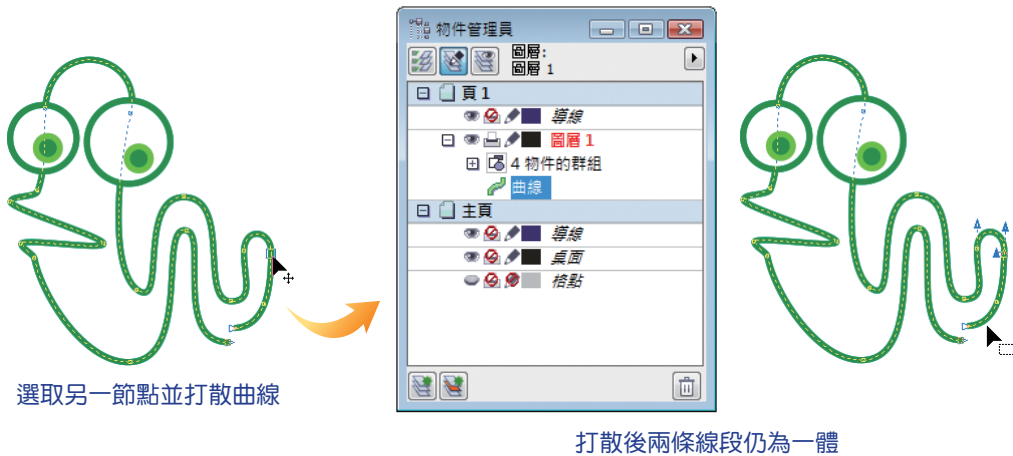 物件管理員
圖層:
圖層 1
頁1
導線
圖層 1
4 物件的群組
曲線
主頁
導線
桌面
格點
選取另一節點並打散曲線
打散後兩條線段仍為一體